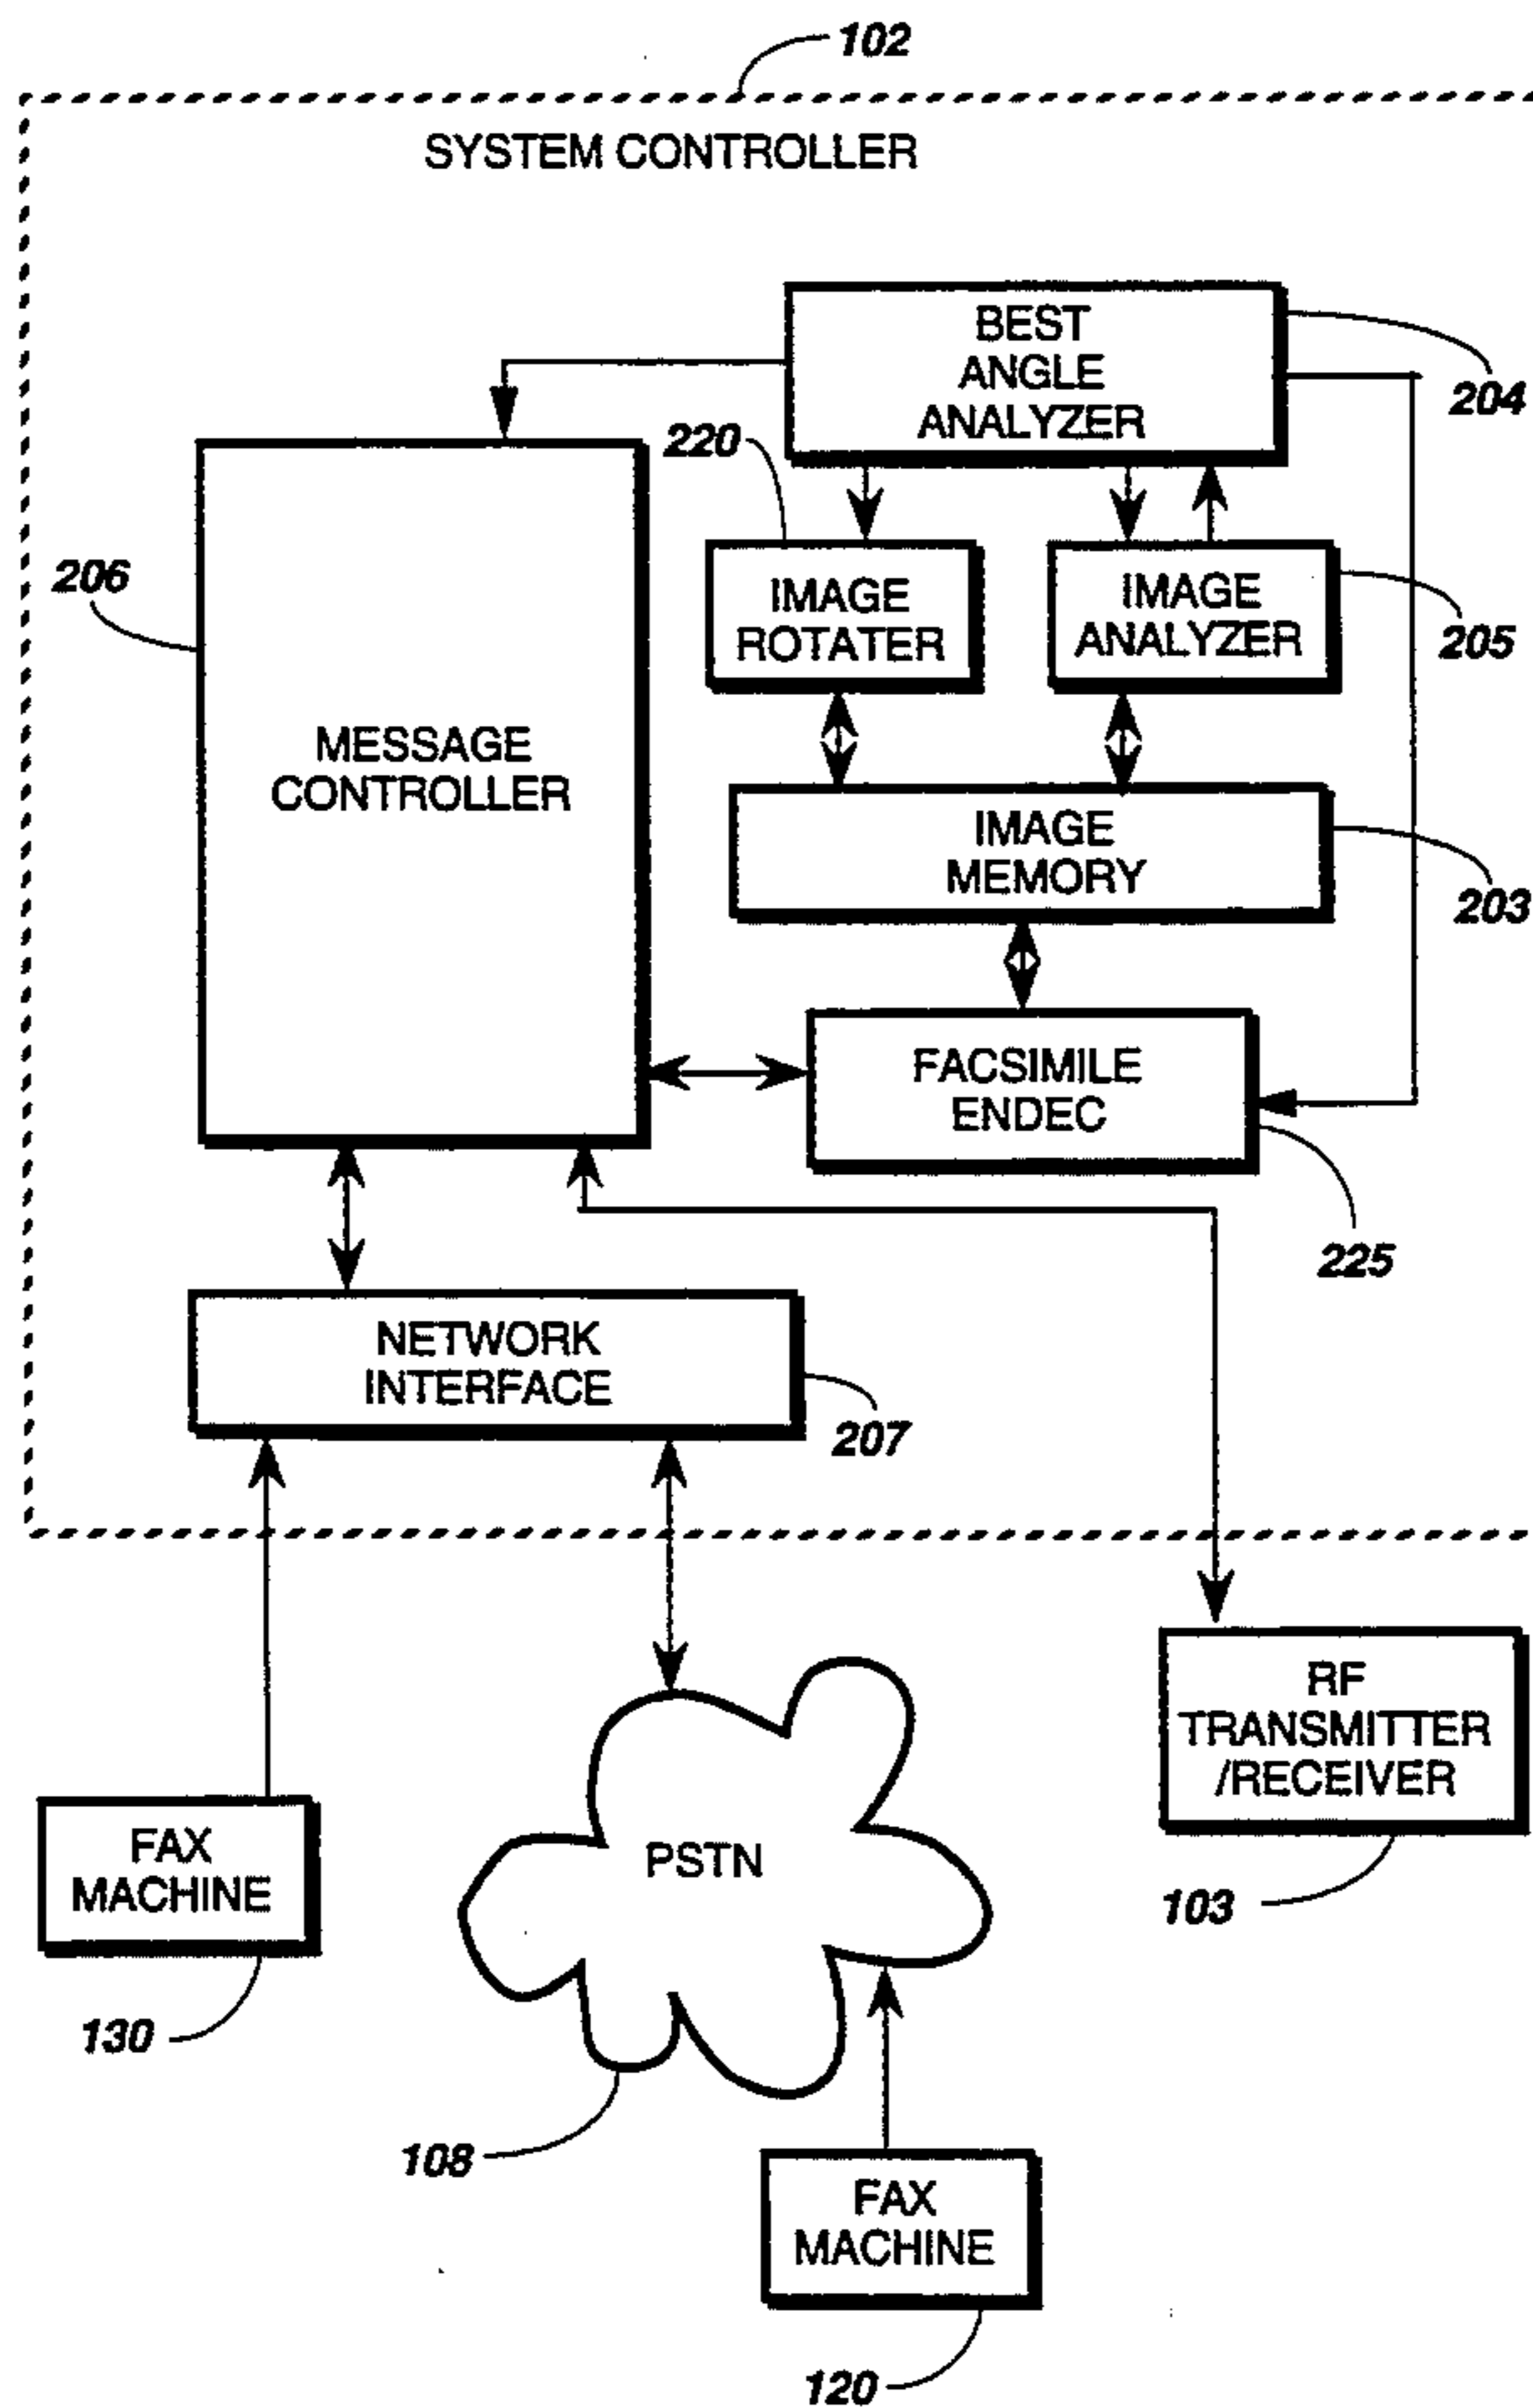 102
SYSTEM CONTROLLER
BEST
ANGLE
ANALYZER
204
220
206
IMAGE
ROTATER
IMAGE
ANALYZER
205
MESSAGE
CONTROLLER
IMAGE
MEMORY
203
FACSIMILE
ENDEC
225
NETWORK
INTERFACE
207
RF
TRANSMITTER
/RECEIVER
103
FAX
MACHINE
130
PSTN
108
FAX
MACHINE
120